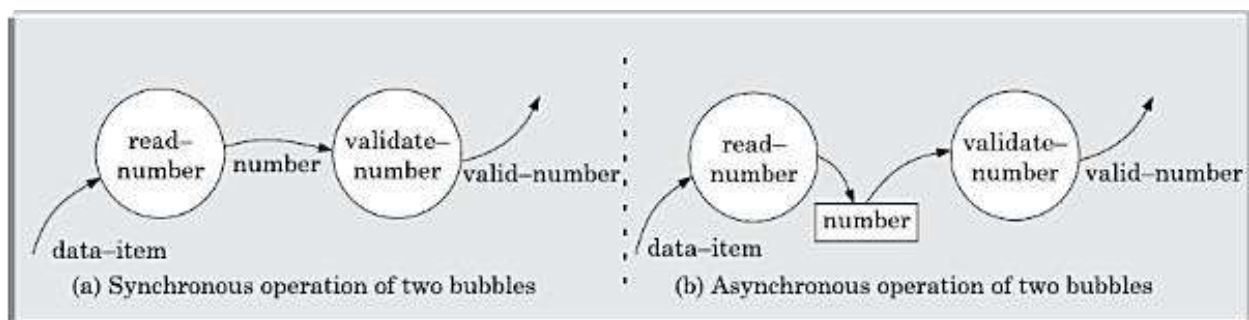 read–
number
number
validate–
number
valid–number
data–item
(a) Synchronous operation of two bubbles
read–
number
number
validate–
number
valid–number
data–item
(b) Asynchronous operation of two bubbles